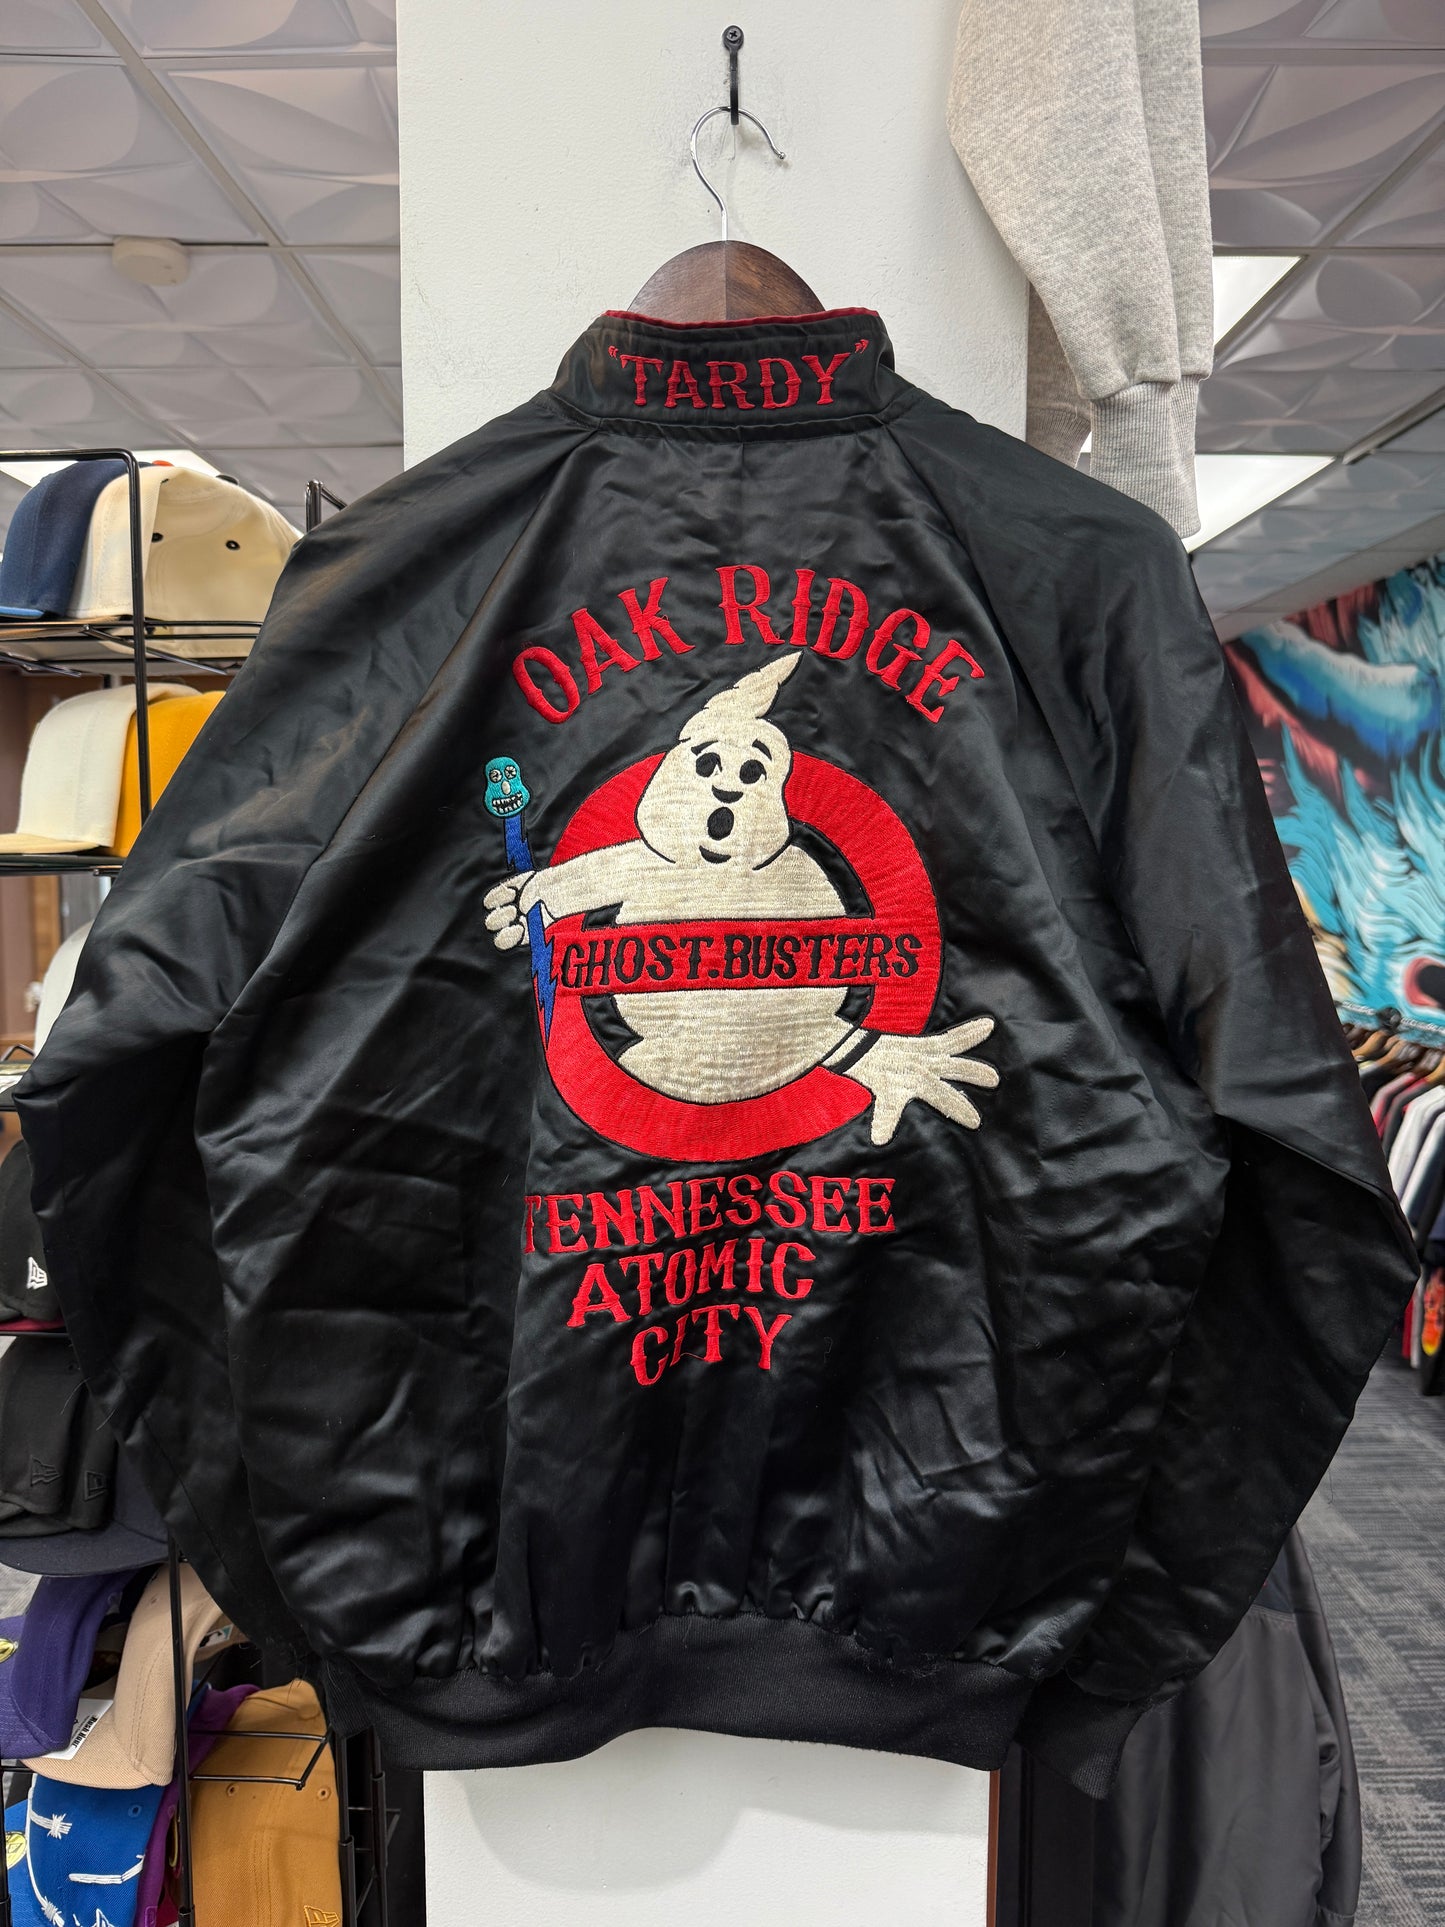 "TARDY"
OAK RIDGE
GHOST.BUSTERS
TENNESSEE
ATOMIC
CITY